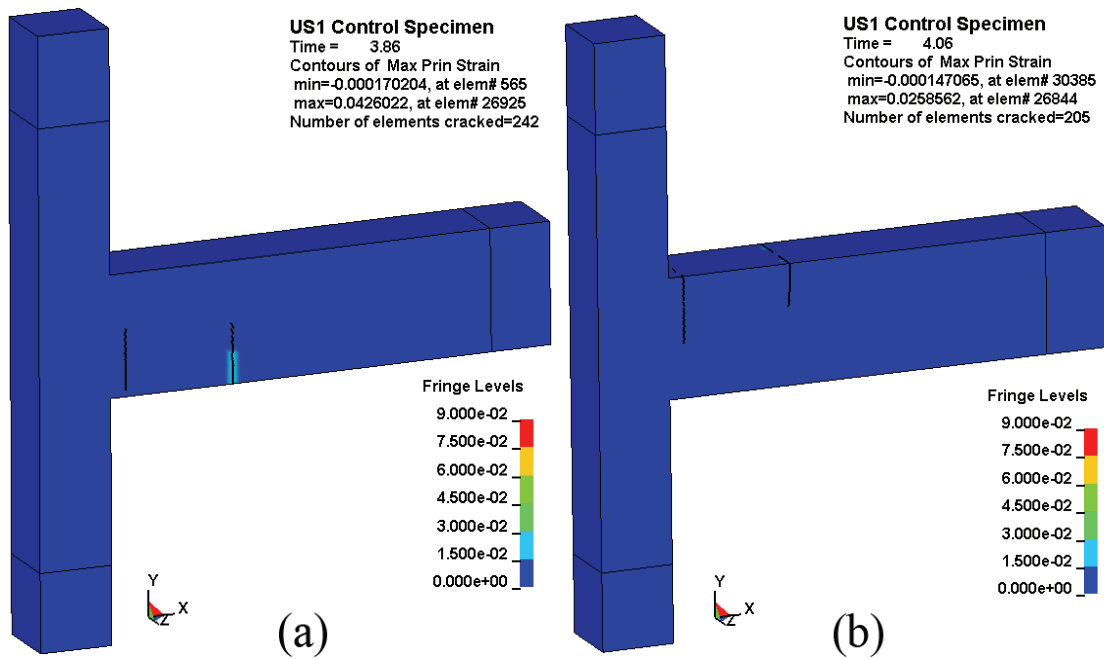 US1 Control Specimen
Time =    3.86
Contours of Max Prin Strain
min=-0.000170204, at elem# 565
max=0.0426022, at elem# 26925
Number of elements cracked=242
Fringe Levels
9.000e-02
7.500e-02
6.000e-02
4.500e-02
3.000e-02
1.500e-02
0.000e+00
Y
X
Z
(a)
US1 Control Specimen
Time =    4.06
Contours of Max Prin Strain
min=-0.000147065, at elem# 30385
max=0.0258562, at elem# 26844
Number of elements cracked=205
Fringe Levels
9.000e-02
7.500e-02
6.000e-02
4.500e-02
3.000e-02
1.500e-02
0.000e+00
Y
X
Z
(b)